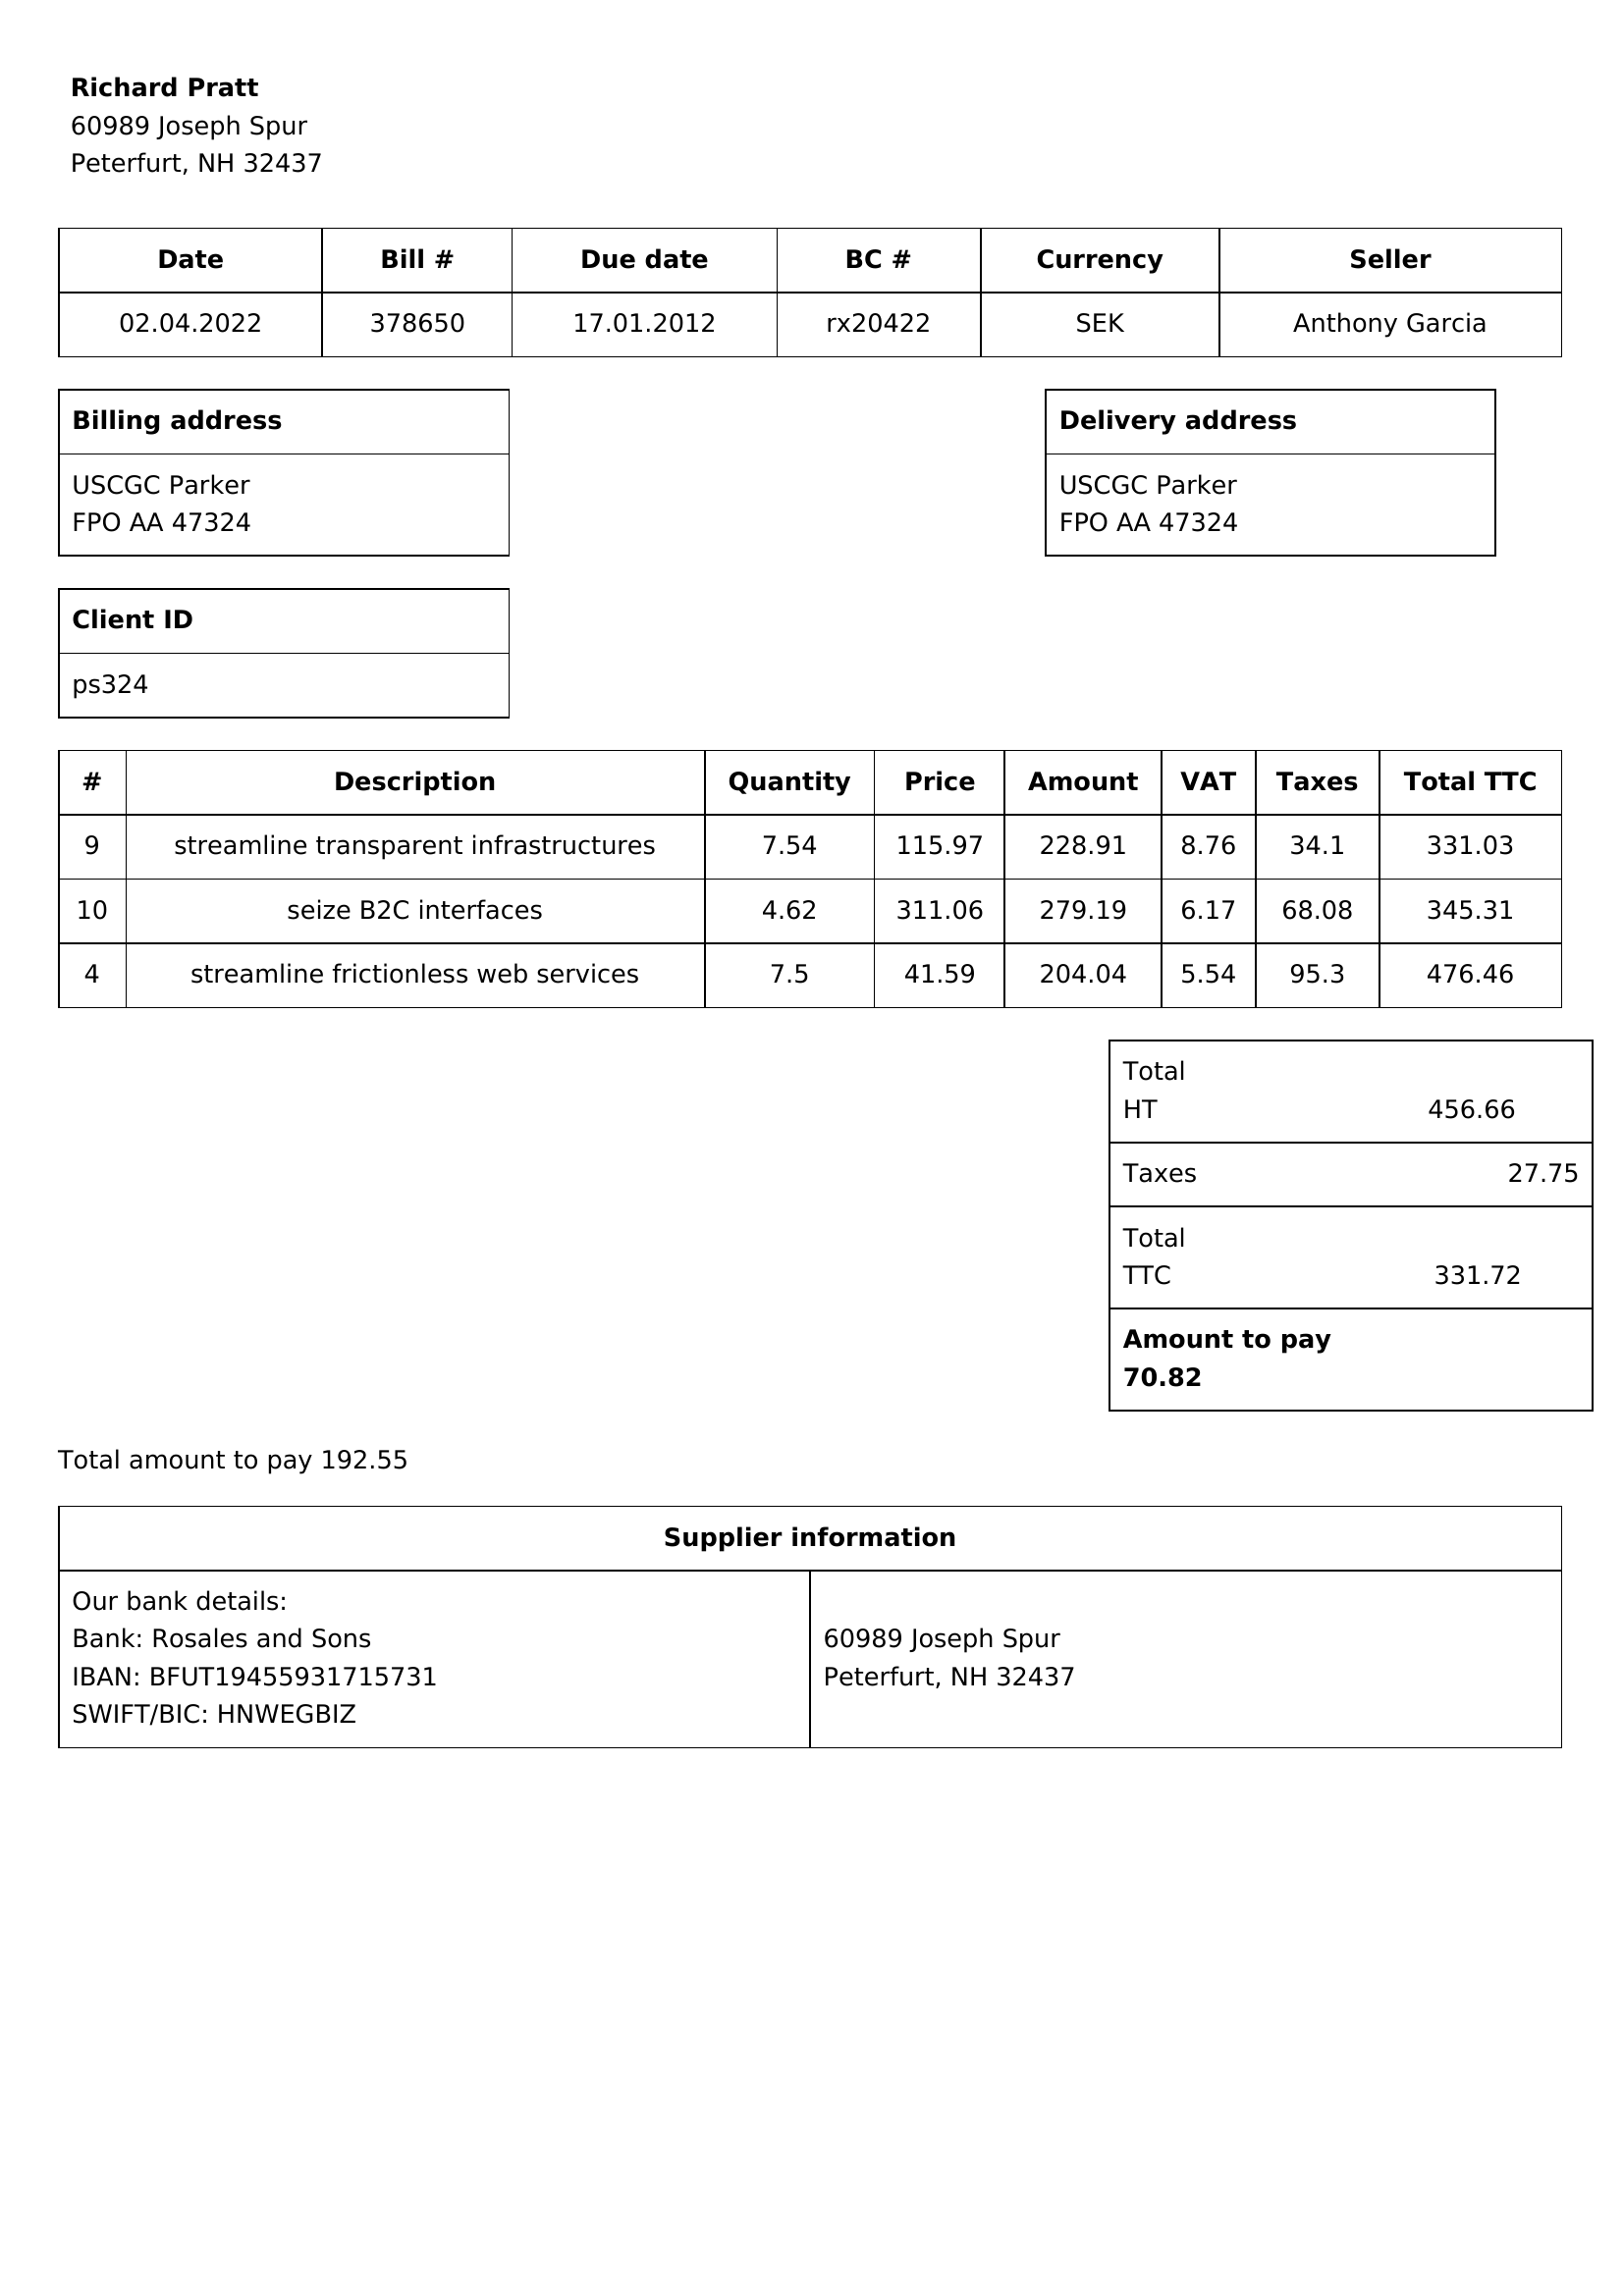 Richard Pratt
60989 Joseph Spur
Peterfurt, NH 32437
Date Bill # Due date BC # Currency Seller
02.04.2022 378650 17.01.2012 rx20422 SEK Anthony Garcia
Billing address
USCGC Parker
FPO AA 47324
Delivery address
USCGC Parker
FPO AA 47324
Client ID
ps324
# Description Quantity Price Amount VAT Taxes Total TTC
9 streamline transparent infrastructures 7.54 115.97 228.91 8.76 34.1 331.03
10 seize B2C interfaces 4.62 311.06 279.19 6.17 68.08 345.31
4 streamline frictionless web services 7.5 41.59 204.04 5.54 95.3 476.46
Total
HT 456.66
Taxes 27.75
Total
TTC 331.72
Amount to pay
70.82
Total amount to pay 192.55
Supplier information
Our bank details:
Bank: Rosales and Sons
IBAN: BFUT19455931715731
SWIFT/BIC: HNWEGBIZ
60989 Joseph Spur
Peterfurt, NH 32437